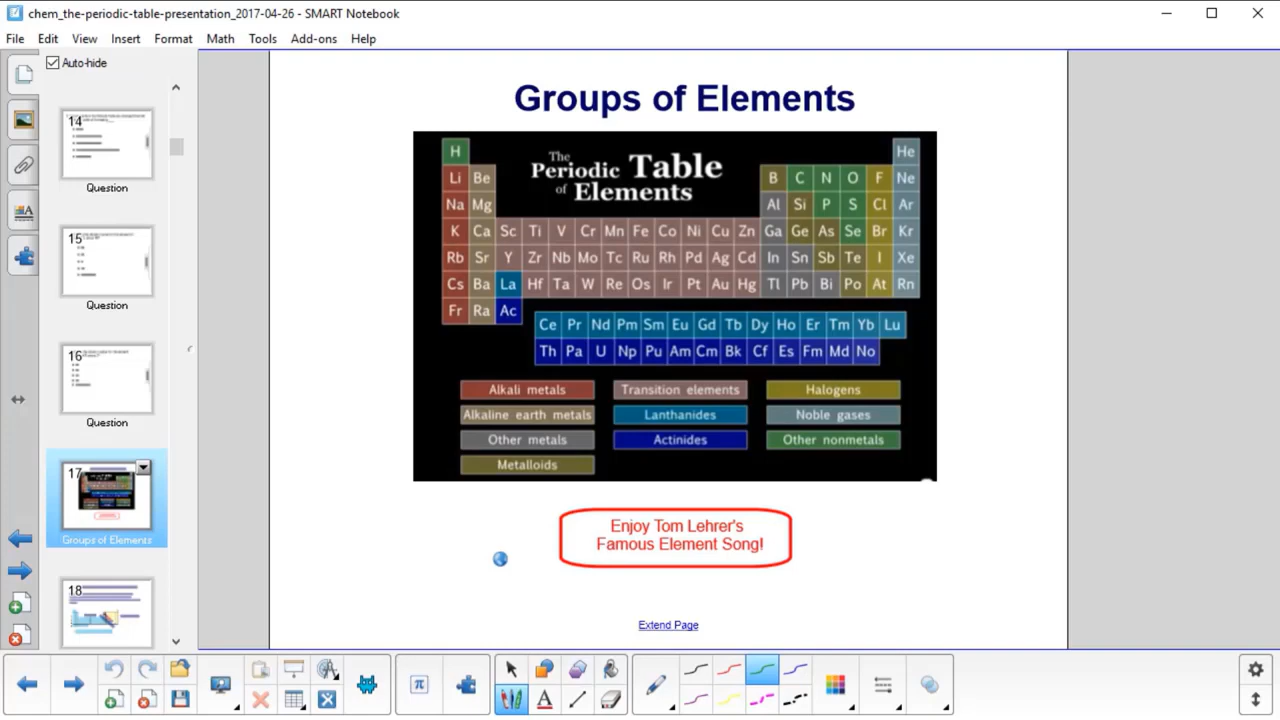 chem_the-periodic-table-presentation_2017-04-26 - SMART Notebook
File Edit View Insert Format Math Tools Add-ons Help
Auto-hide
14
Question
15
Question
16
Question
17
Groups of Elements
18
Groups of Elements
The
Periodic Table
of Elements
H He
Li Be B C N O F Ne
Na Mg Al Si P S Cl Ar
K Ca Sc Ti V Cr Mn Fe Co Ni Cu Zn Ga Ge As Se Br Kr
Rb Sr Y Zr Nb Mo Tc Ru Rh Pd Ag Cd In Sn Sb Te I Xe
Cs Ba La Hf Ta W Re Os Ir Pt Au Hg Tl Pb Bi Po At Rn
Fr Ra Ac
Ce Pr Nd Pm Sm Eu Gd Tb Dy Ho Er Tm Yb Lu
Th Pa U Np Pu Am Cm Bk Cf Es Fm Md No
Alkali metals Transition elements Halogens
Alkaline earth metals Lanthanides Noble gases
Other metals Actinides Other nonmetals
Metalloids
Enjoy Tom Lehrer's
Famous Element Song!
Extend Page